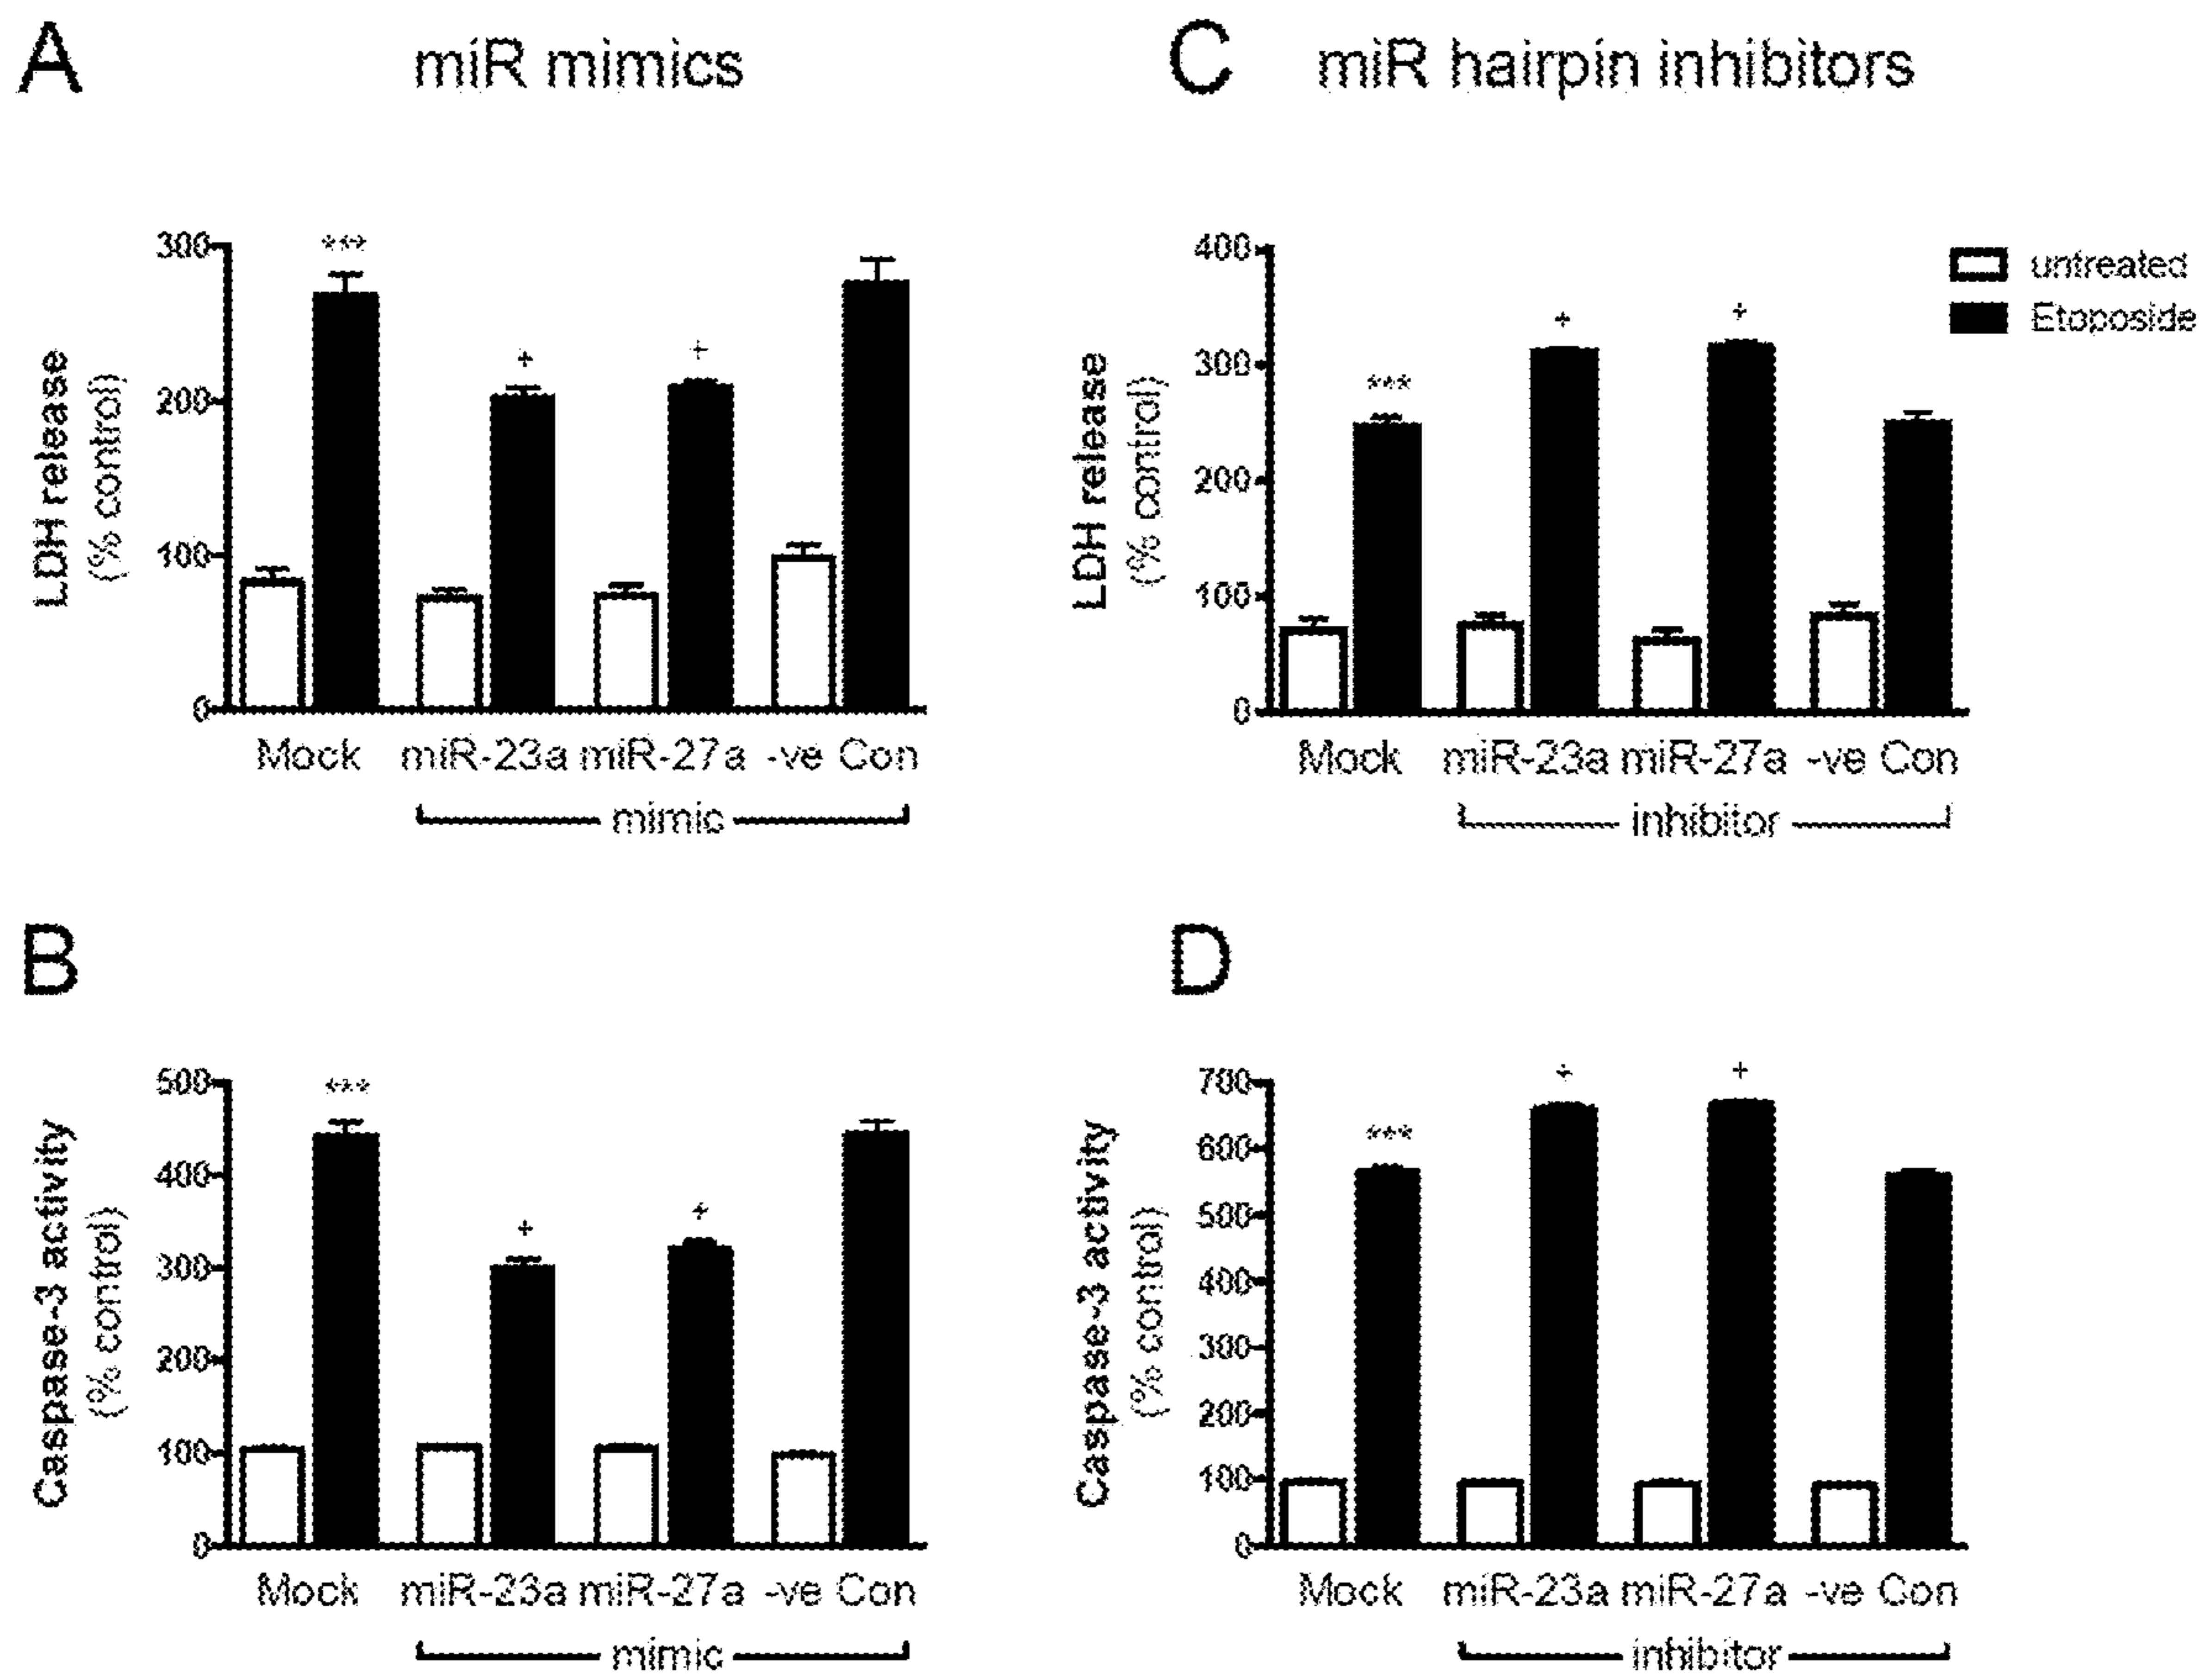 A
miR mimics
300
***
200
100
0
LDH release
(% control)
+
+
Mock miR-23a miR-27a -ve Con
mimic
C
miR hairpin inhibitors
400
300
200
100
0
LDH release
(% control)
***
+
+
untreated
Etoposide
Mock miR-23a miR-27a -ve Con
inhibitor
B
500
400
300
200
100
0
Caspase-3 activity
(% control)
***
+
+
Mock miR-23a miR-27a -ve Con
mimic
D
700
600
500
400
300
200
100
0
Caspase-3 activity
(% control)
***
+
+
Mock miR-23a miR-27a -ve Con
inhibitor